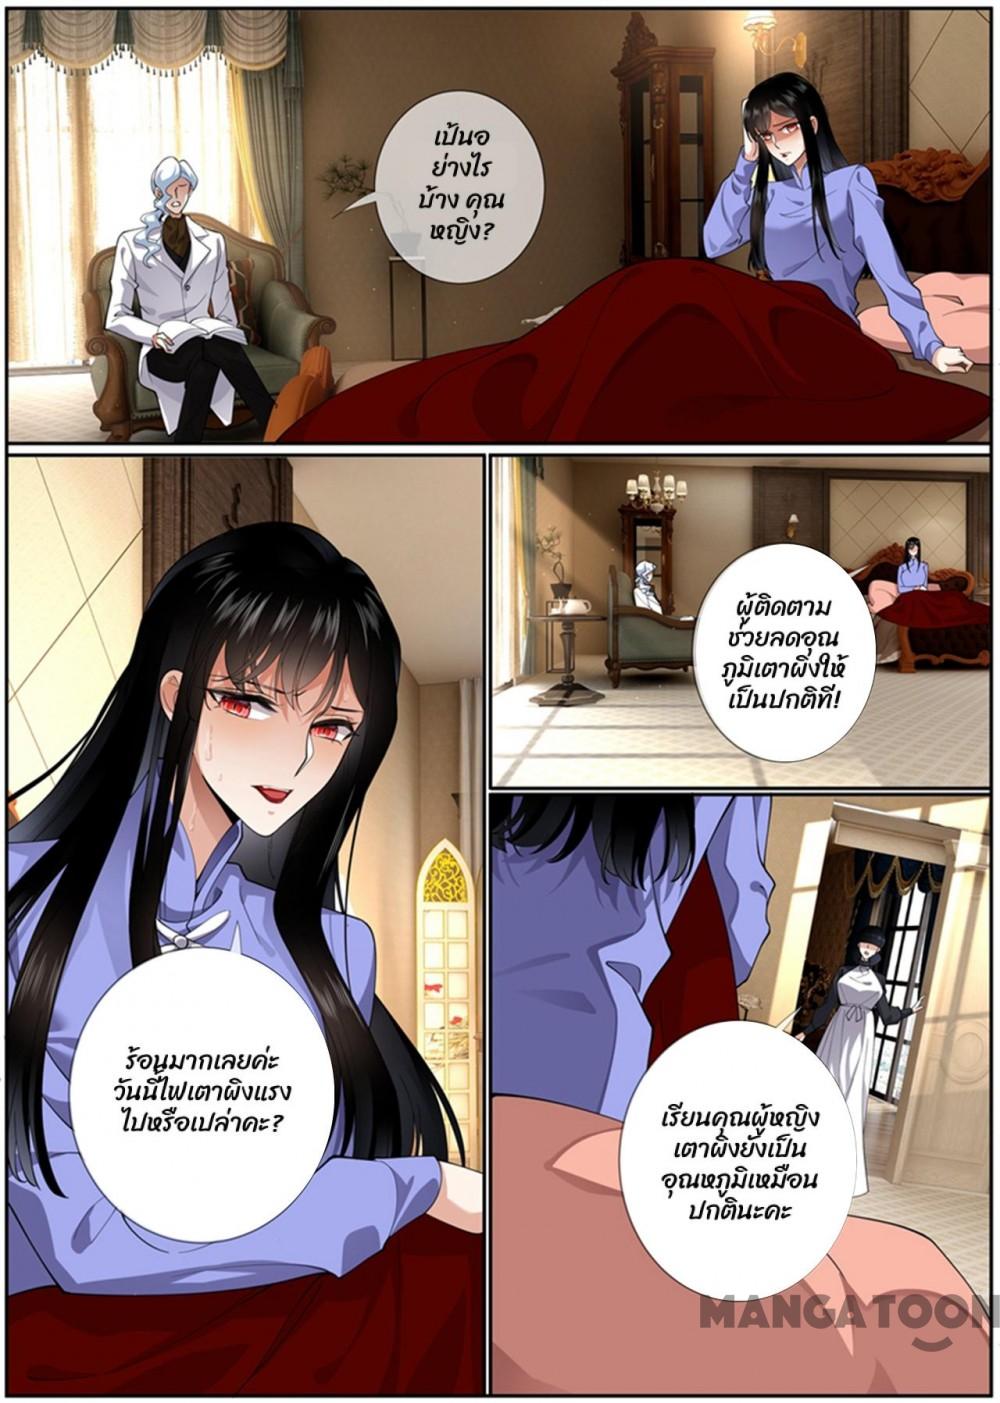 เป้นอ
ย่างไร
บ้าง คุณ
หญิง?
ร้อนมากเลยค่ะ
วันนี้ไฟเตาผิงแรง
ไปหรือเปล่าคะ?
ผู้ติดตาม
ช่วยลดอุณ
ภูมิเตาผิงให้
เป็นปกติที!
เรียนคุณผู้หญิง
เตาผิงยังเป็น
อุณหภูมิเหมือน
ปกตินะคะ
MANGATOON